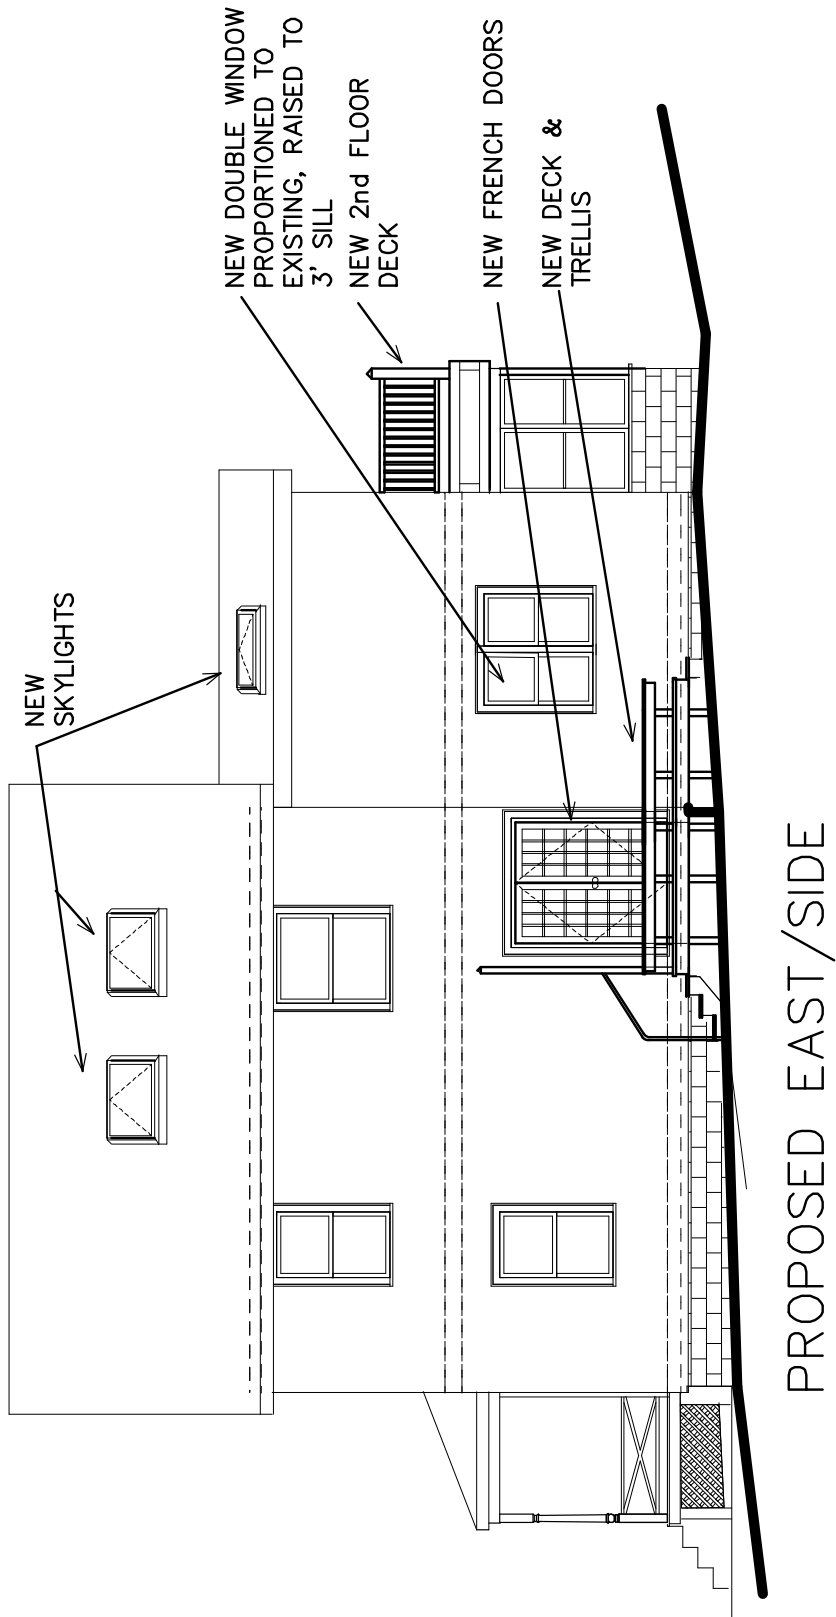 NEW
SKYLIGHTS
NEW DOUBLE WINDOW
PROPORTIONED TO
EXISTING, RAISED TO
3' SILL
NEW 2nd FLOOR
DECK
NEW FRENCH DOORS
NEW DECK &
TRELLIS
PROPOSED EAST/SIDE